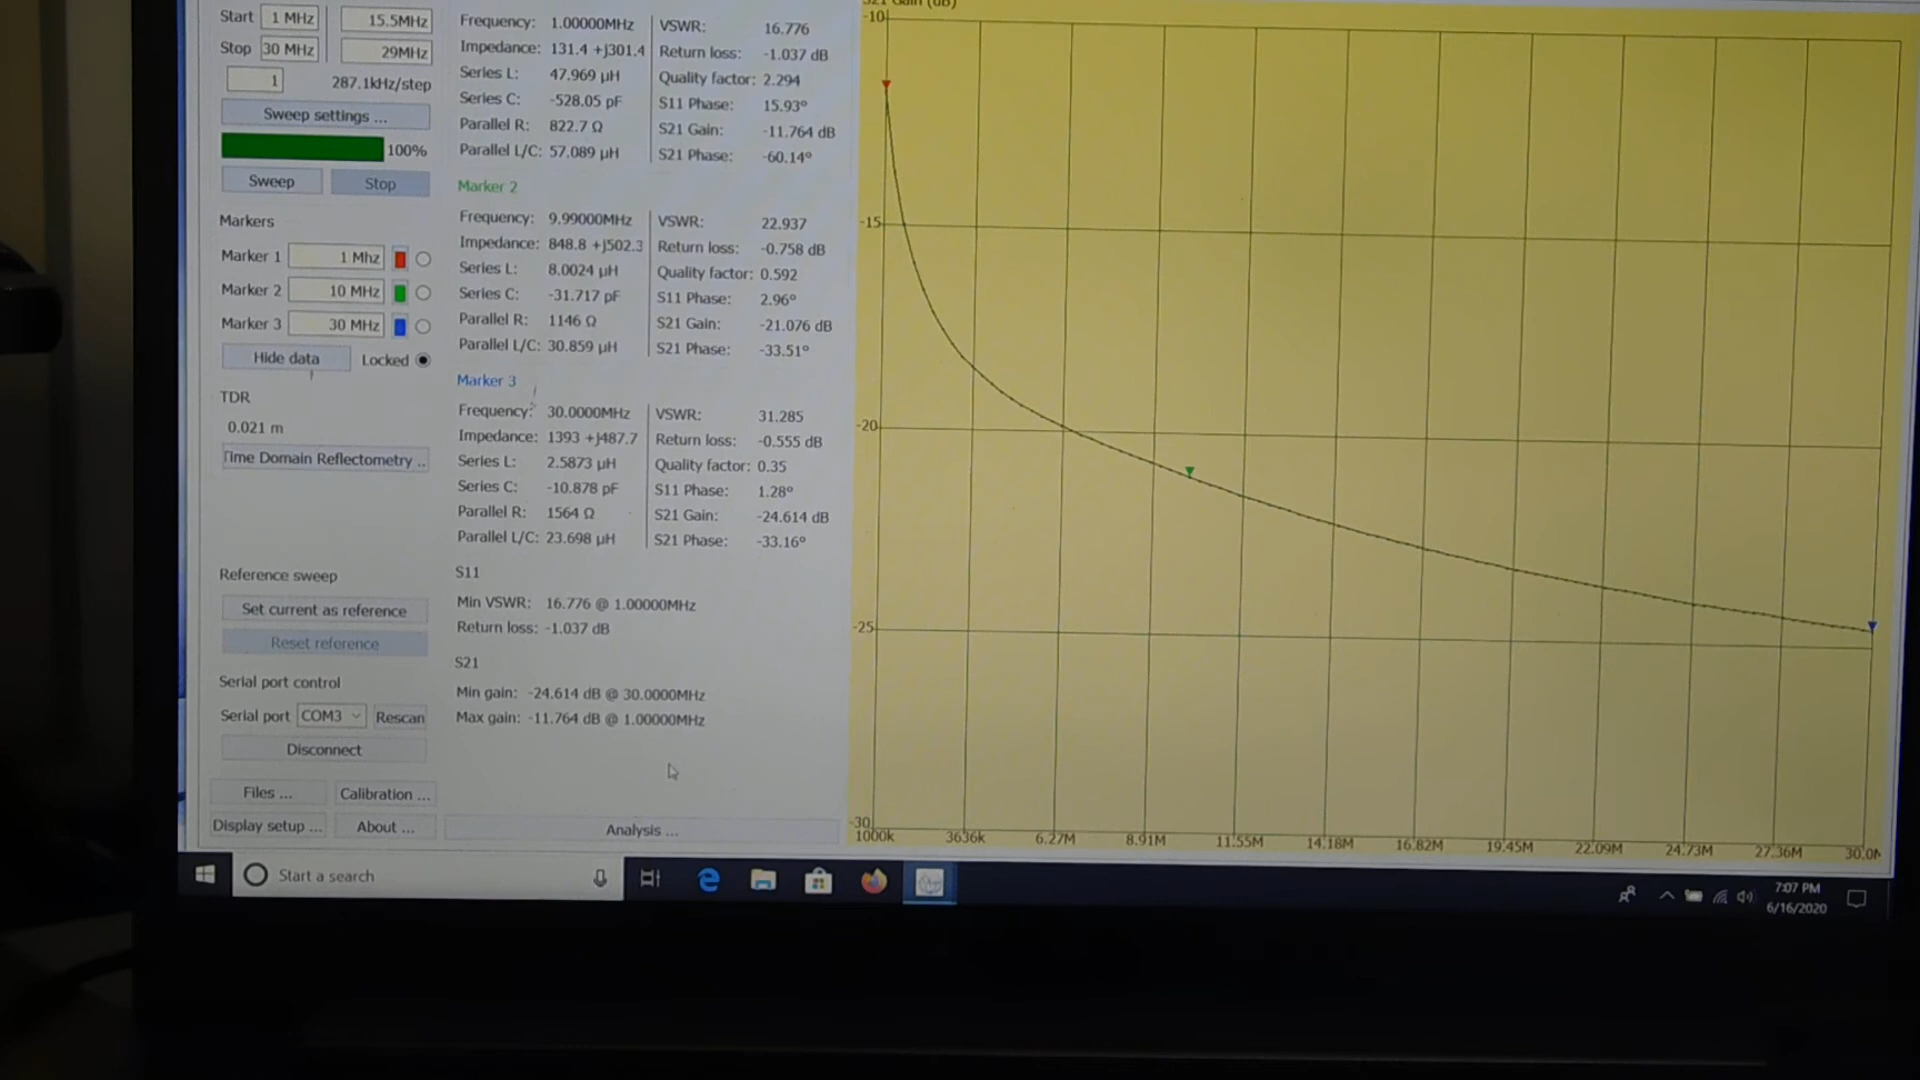 Start 1 MHz 15.5MHz
Stop 30 MHz 29MHz
1 287.1kHz/step
Sweep settings ...
100%
Sweep Stop
Markers
Marker 1 1 Mhz
Marker 2 10 MHz
Marker 3 30 MHz
Hide data Locked
TDR
0.021 m
Time Domain Reflectometry ..
Reference sweep
Set current as reference
Reset reference
Serial port control
Serial port COM3 Rescan
Disconnect
Files ... Calibration ...
Display setup ... About ...
Frequency: 1.00000MHz VSWR: 16.776
Impedance: 131.4 +j301.4 Return loss: -1.037 dB
Series L: 47.969 µH Quality factor: 2.294
Series C: -528.05 pF S11 Phase: 15.93°
Parallel R: 822.7 Ω S21 Gain: -11.764 dB
Parallel L/C: 57.089 µH S21 Phase: -60.14°
Marker 2
Frequency: 9.99000MHz VSWR: 22.937
Impedance: 848.8 +j502.3 Return loss: -0.758 dB
Series L: 8.0024 µH Quality factor: 0.592
Series C: -31.717 pF S11 Phase: 2.96°
Parallel R: 1146 Ω S21 Gain: -21.076 dB
Parallel L/C: 30.859 µH S21 Phase: -33.51°
Marker 3
Frequency: 30.0000MHz VSWR: 31.285
Impedance: 1393 +j487.7 Return loss: -0.555 dB
Series L: 2.5873 µH Quality factor: 0.35
Series C: -10.878 pF S11 Phase: 1.28°
Parallel R: 1564 Ω S21 Gain: -24.614 dB
Parallel L/C: 23.698 µH S21 Phase: -33.16°
S11
Min VSWR: 16.776 @ 1.00000MHz
Return loss: -1.037 dB
S21
Min gain: -24.614 dB @ 30.0000MHz
Max gain: -11.764 dB @ 1.00000MHz
Analysis ...
S21 Gain (dB)
-10
-15
-20
-25
-30
1000k 3636k 6.27M 8.91M 11.55M 14.18M 16.82M 19.45M 22.09M 24.73M 27.36M 30.0M
Start a search
7:07 PM
6/16/2020